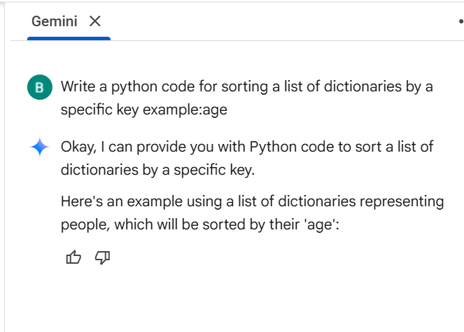 Gemini
B
Write a python code for sorting a list of dictionaries by a
specific key example:age
Okay, I can provide you with Python code to sort a list of
dictionaries by a specific key.
Here's an example using a list of dictionaries representing
people, which will be sorted by their 'age':